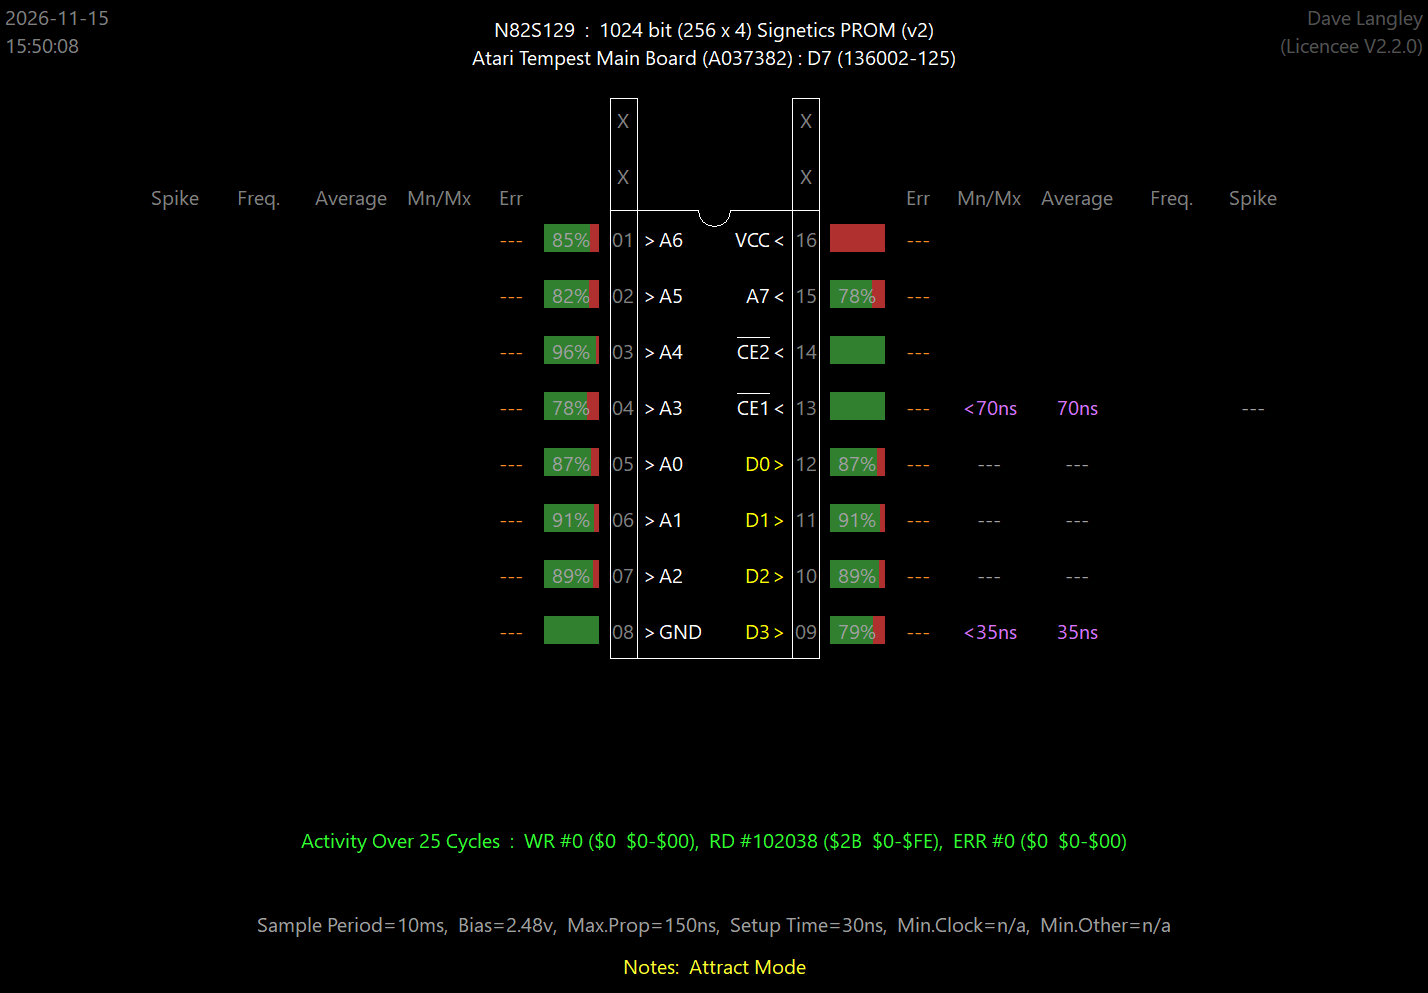 2026-11-15
15:50:08
N82S129 : 1024 bit (256 x 4) Signetics PROM (v2)
Atari Tempest Main Board (A037382) : D7 (136002-125)
Dave Langley
(Licencee V2.2.0)
X X
X X
Spike Freq. Average Mn/Mx Err Err Mn/Mx Average Freq. Spike
--- 85% 01 >A6 VCC< 16 ---
--- 82% 02 >A5 A7< 15 78% ---
--- 96% 03 >A4 CE2< 14 ---
--- 78% 04 >A3 CE1< 13 --- <70ns 70ns ---
--- 87% 05 >A0 D0> 12 87% --- --- ---
--- 91% 06 >A1 D1> 11 91% --- --- ---
--- 89% 07 >A2 D2> 10 89% --- --- ---
--- 08 >GND D3> 09 79% --- <35ns 35ns
Activity Over 25 Cycles : WR #0 ($0 $0-$00), RD #102038 ($2B $0-$FE), ERR #0 ($0 $0-$00)
Sample Period=10ms, Bias=2.48v, Max.Prop=150ns, Setup Time=30ns, Min.Clock=n/a, Min.Other=n/a
Notes: Attract Mode